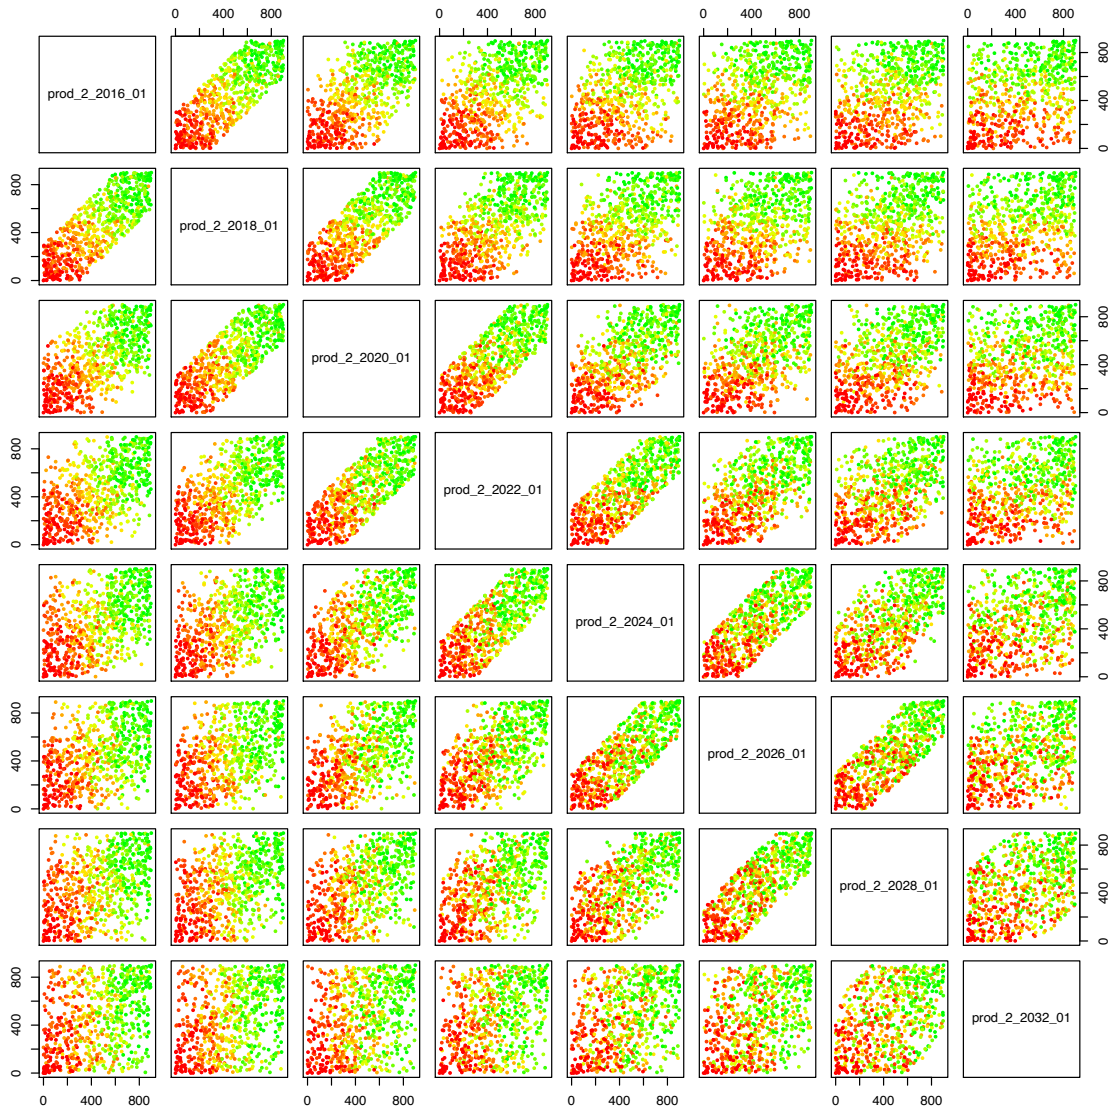 0 400 800 0 400 800 0 400 800 0 400 800
prod_2_2016_01 0 400 800
0 400 800 prod_2_2018_01
prod_2_2020_01 0 400 800
0 400 800 prod_2_2022_01
prod_2_2024_01 0 400 800
0 400 800 prod_2_2026_01
prod_2_2028_01 0 400 800
0 400 800 prod_2_2032_01
0 400 800 0 400 800 0 400 800 0 400 800